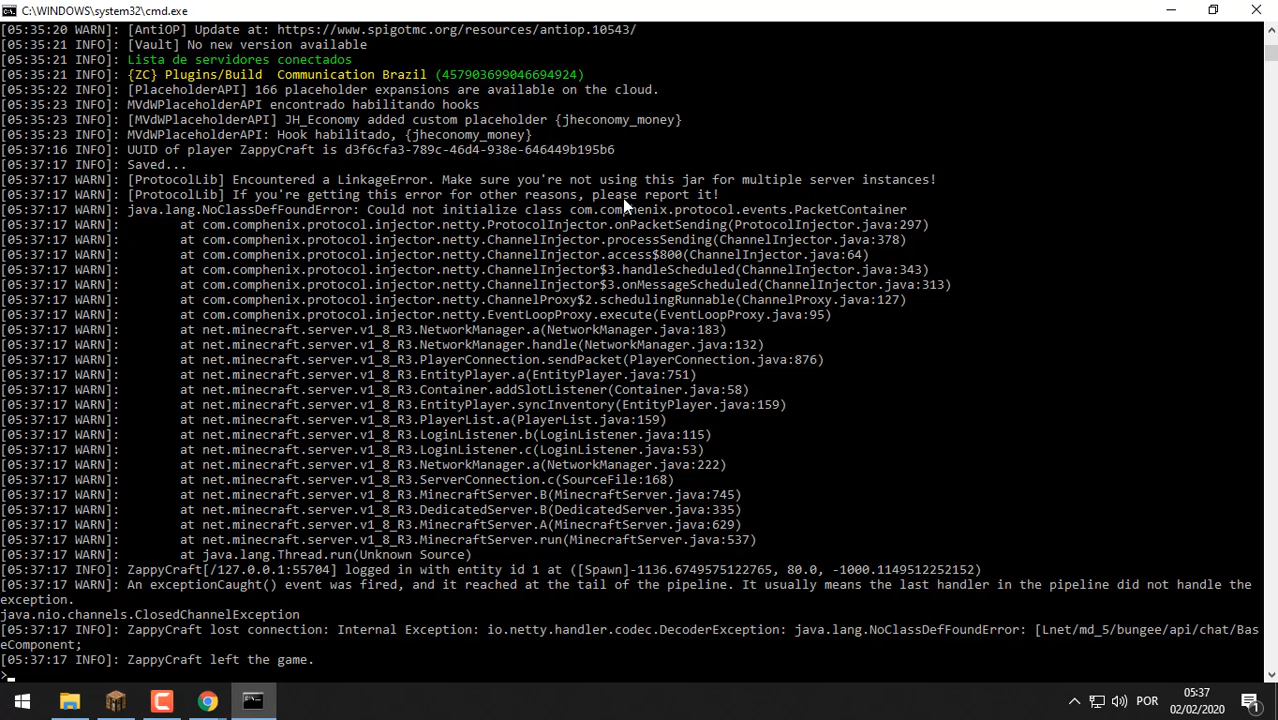 C:\WINDOWS\system32\cmd.exe
[05:35:20 WARN]: [AntiOP] Update at: https://www.spigotmc.org/resources/antiop.10543/
[05:35:21 INFO]: [Vault] No new version available
[05:35:21 INFO]: Lista de servidores conectados
[05:35:21 INFO]: {ZC} Plugins/Build  Communication Brazil (457903699046694924)
[05:35:22 INFO]: [PlaceholderAPI] 166 placeholder expansions are available on the cloud.
[05:35:23 INFO]: MVdWPlaceholderAPI encontrado habilitando hooks
[05:35:23 INFO]: [MVdWPlaceholderAPI] JH_Economy added custom placeholder {jheconomy_money}
[05:35:23 INFO]: MVdWPlaceholderAPI: Hook habilitado, {jheconomy_money}
[05:37:16 INFO]: UUID of player ZappyCraft is d3f6cfa3-789c-46d4-938e-646449b195b6
[05:37:17 INFO]: Saved...
[05:37:17 WARN]: [ProtocolLib] Encountered a LinkageError. Make sure you're not using this jar for multiple server instances!
[05:37:17 WARN]: [ProtocolLib] If you're getting this error for other reasons, please report it!
[05:37:17 WARN]: java.lang.NoClassDefFoundError: Could not initialize class com.comphenix.protocol.events.PacketContainer
[05:37:17 WARN]:        at com.comphenix.protocol.injector.netty.ProtocolInjector.onPacketSending(ProtocolInjector.java:297)
[05:37:17 WARN]:        at com.comphenix.protocol.injector.netty.ChannelInjector.processSending(ChannelInjector.java:378)
[05:37:17 WARN]:        at com.comphenix.protocol.injector.netty.ChannelInjector.access$800(ChannelInjector.java:64)
[05:37:17 WARN]:        at com.comphenix.protocol.injector.netty.ChannelInjector$3.handleScheduled(ChannelInjector.java:343)
[05:37:17 WARN]:        at com.comphenix.protocol.injector.netty.ChannelInjector$3.onMessageScheduled(ChannelInjector.java:313)
[05:37:17 WARN]:        at com.comphenix.protocol.injector.netty.ChannelProxy$2.schedulingRunnable(ChannelProxy.java:127)
[05:37:17 WARN]:        at com.comphenix.protocol.injector.netty.EventLoopProxy.execute(EventLoopProxy.java:95)
[05:37:17 WARN]:        at net.minecraft.server.v1_8_R3.NetworkManager.a(NetworkManager.java:183)
[05:37:17 WARN]:        at net.minecraft.server.v1_8_R3.NetworkManager.handle(NetworkManager.java:132)
[05:37:17 WARN]:        at net.minecraft.server.v1_8_R3.PlayerConnection.sendPacket(PlayerConnection.java:876)
[05:37:17 WARN]:        at net.minecraft.server.v1_8_R3.EntityPlayer.a(EntityPlayer.java:751)
[05:37:17 WARN]:        at net.minecraft.server.v1_8_R3.Container.addSlotListener(Container.java:58)
[05:37:17 WARN]:        at net.minecraft.server.v1_8_R3.EntityPlayer.syncInventory(EntityPlayer.java:159)
[05:37:17 WARN]:        at net.minecraft.server.v1_8_R3.PlayerList.a(PlayerList.java:159)
[05:37:17 WARN]:        at net.minecraft.server.v1_8_R3.LoginListener.b(LoginListener.java:115)
[05:37:17 WARN]:        at net.minecraft.server.v1_8_R3.LoginListener.c(LoginListener.java:53)
[05:37:17 WARN]:        at net.minecraft.server.v1_8_R3.NetworkManager.a(NetworkManager.java:222)
[05:37:17 WARN]:        at net.minecraft.server.v1_8_R3.ServerConnection.c(SourceFile:168)
[05:37:17 WARN]:        at net.minecraft.server.v1_8_R3.MinecraftServer.B(MinecraftServer.java:745)
[05:37:17 WARN]:        at net.minecraft.server.v1_8_R3.DedicatedServer.B(DedicatedServer.java:335)
[05:37:17 WARN]:        at net.minecraft.server.v1_8_R3.MinecraftServer.A(MinecraftServer.java:629)
[05:37:17 WARN]:        at net.minecraft.server.v1_8_R3.MinecraftServer.run(MinecraftServer.java:537)
[05:37:17 WARN]:        at java.lang.Thread.run(Unknown Source)
[05:37:17 INFO]: ZappyCraft[/127.0.0.1:55704] logged in with entity id 1 at ([Spawn]-1136.6749575122765, 80.0, -1000.1149512252152)
[05:37:17 WARN]: An exceptionCaught() event was fired, and it reached at the tail of the pipeline. It usually means the last handler in the pipeline did not handle the
exception.
java.nio.channels.ClosedChannelException
[05:37:17 INFO]: ZappyCraft lost connection: Internal Exception: io.netty.handler.codec.DecoderException: java.lang.NoClassDefFoundError: [Lnet/md_5/bungee/api/chat/Bas
eComponent;
[05:37:17 INFO]: ZappyCraft left the game.
>
POR
05:37
02/02/2020
1